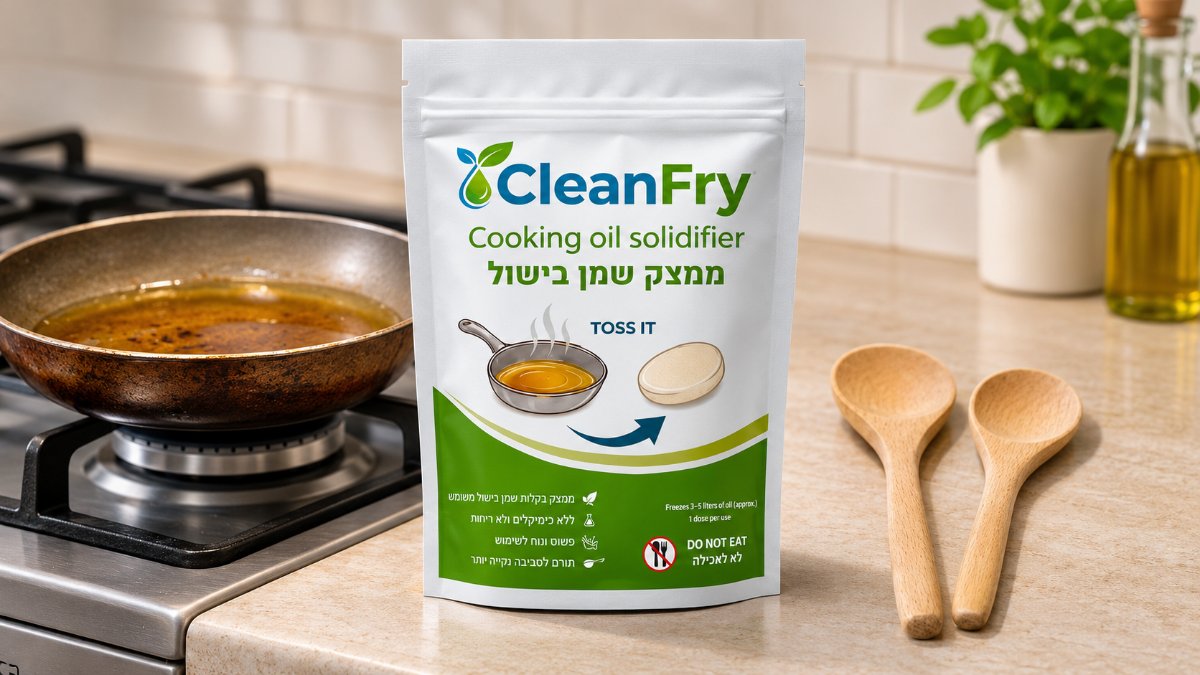 CleanFry
Cooking oil solidifier
ממצק שמן בישול
TOSS IT
ממצק בקלות שמן בישול משומש
ללא כימיקלים ולא ריחות
פשוט ונוח לשימוש
תורם לסביבה נקייה יותר
Freezes 3–5 liters of oil (approx.)
1 dose per use
DO NOT EAT
לא לאכילה